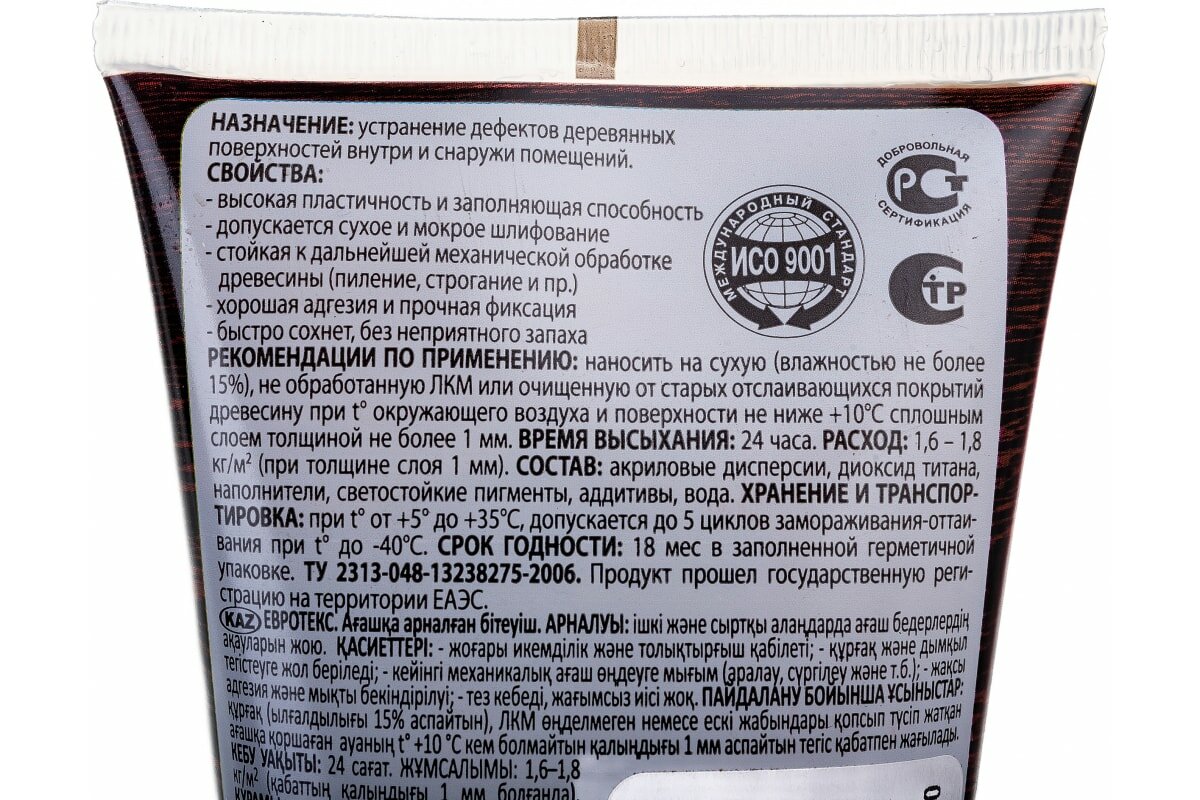 НАЗНАЧЕНИЕ: устранение дефектов деревянных
поверхностей внутри и снаружи помещений.
СВОЙСТВА:
- высокая пластичность и заполняющая способность
- допускается сухое и мокрое шлифование
- стойкая к дальнейшей механической обработке
древесины (пиление, строгание и пр.)
- хорошая адгезия и прочная фиксация
- быстро сохнет, без неприятного запаха
ДОБРОВОЛЬНАЯ
РСТ
СЕРТИФИКАЦИЯ
МЕЖДУНАРОДНЫЙ СТАНДАРТ
ИСО 9001
СТР
РЕКОМЕНДАЦИИ ПО ПРИМЕНЕНИЮ: наносить на сухую (влажностью не более
15%), не обработанную ЛКМ или очищенную от старых отслаивающихся покрытий
древесину при t° окружающего воздуха и поверхности не ниже +10°С сплошным
слоем толщиной не более 1 мм. ВРЕМЯ ВЫСЫХАНИЯ: 24 часа. РАСХОД: 1,6 – 1,8
кг/м² (при толщине слоя 1 мм). СОСТАВ: акриловые дисперсии, диоксид титана,
наполнители, светостойкие пигменты, аддитивы, вода. ХРАНЕНИЕ И ТРАНСПОР-
ТИРОВКА: при t° от +5° до +35°С, допускается до 5 циклов замораживания-оттаи-
вания при t° до -40°С. СРОК ГОДНОСТИ: 18 мес в заполненной герметичной
упаковке. ТУ 2313-048-13238275-2006. Продукт прошел государственную реги-
страцию на территории ЕАЭС.
KAZ ЕВРОТЕКС. Ағашқа арналған бітеуіш. АРНАЛУЫ: ішкі және сыртқы алаңдарда ағаш бедерлердің
ақауларын жою. ҚАСИЕТТЕРІ: - жоғары икемділік және толықтырғыш қабілеті; - құрғақ және дымқыл
тегістеуге жол беріледі; - кейінгі механикалық ағаш өңдеуге мығым (аралау, сүргілеу және т.б.); - жақсы
адгезия және мықты бекіндірілуі; - тез кебеді, жағымсыз иісі жоқ. ПАЙДАЛАНУ БОЙЫНША ҰСЫНЫСТАР:
құрғақ (ылғалдылығы 15% аспайтын), ЛКМ өңделмеген немесе ескі жабындары қопсып түсіп жатқан
ағашқа қоршаған ауаның t° +10 °С кем болмайтын қалыңдығы 1 мм аспайтын тегіс қабатпен жағылады.
КЕБУ УАҚЫТЫ: 24 сағат. ЖҰМСАЛЫМЫ: 1,6–1,8
кг/м² (қабаттың қалыңдығы 1 мм болғанда).